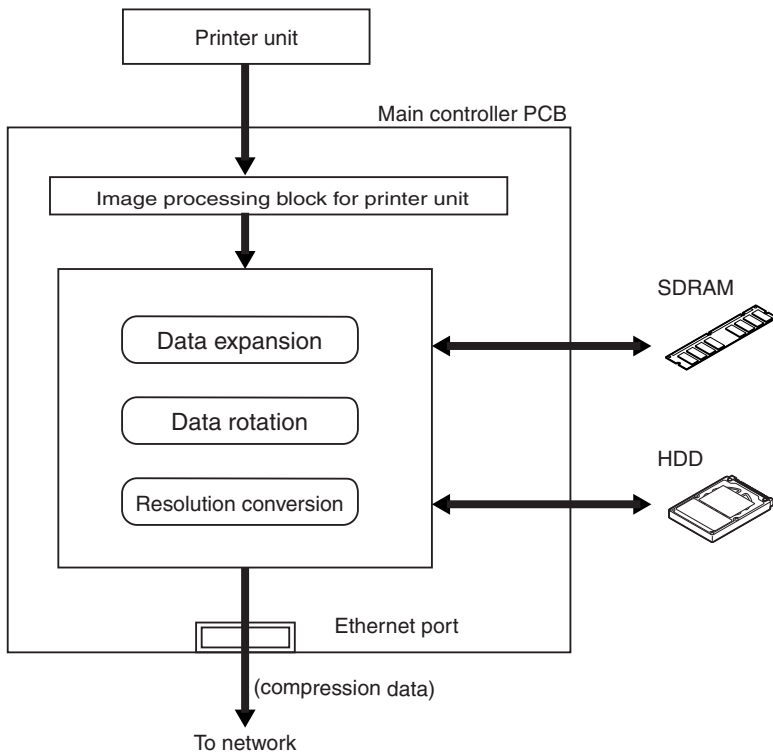 Printer unit
Main controller PCB
Image processing block for printer unit
SDRAM
Data expansion
Data rotation
HDD
Resolution conversion
Ethernet port
(compression data)
To network